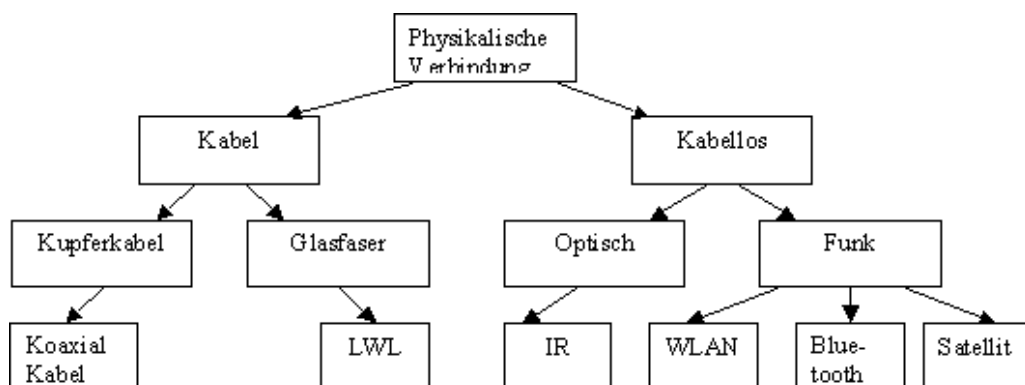 Physikalische
Verbindung
Kabel
Kabellos
Kupferkabel
Glasfaser
Optisch
Funk
Koaxial
Kabel
LWL
IR
WLAN
Blue-
tooth
Satellit